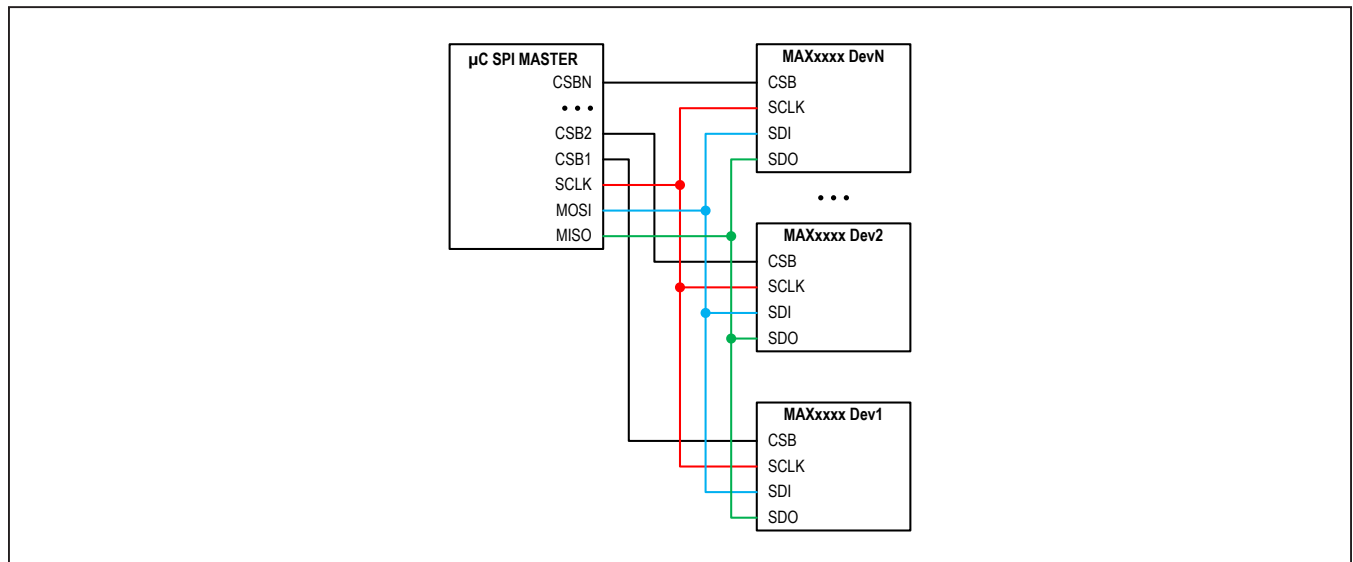 µC SPI MASTER
CSBN
•••
CSB2
CSB1
SCLK
MOSI
MISO
MAXxxxx DevN
CSB
SCLK
SDI
SDO
•••
MAXxxxx Dev2
CSB
SCLK
SDI
SDO
MAXxxxx Dev1
CSB
SCLK
SDI
SDO